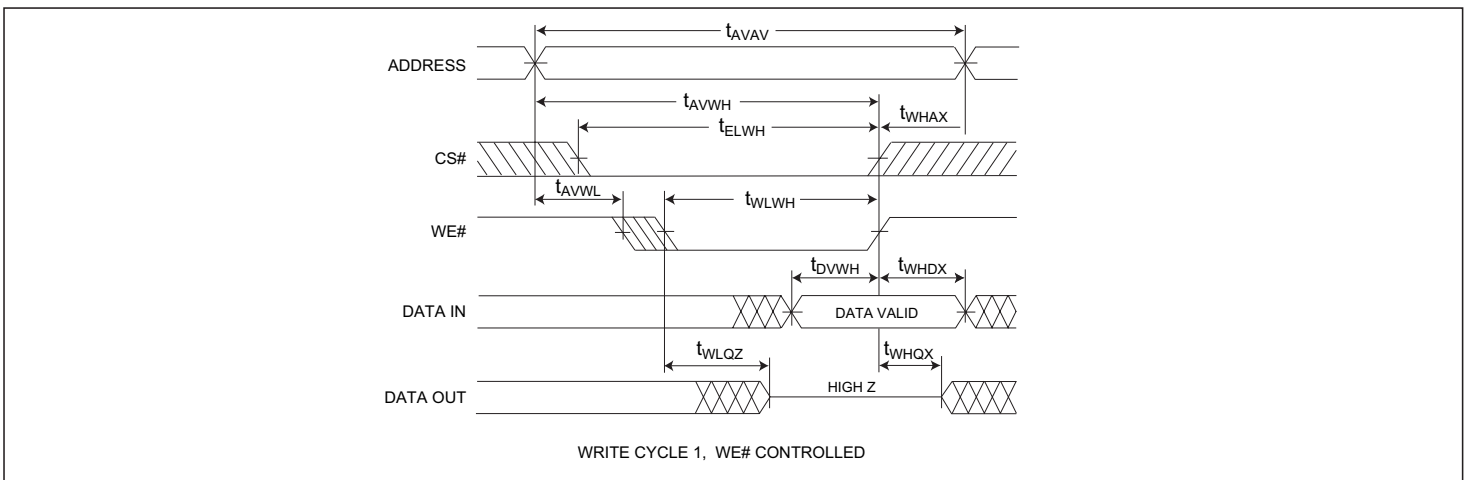 tAVAV
ADDRESS
tAVWH
tELWH
tWHAX
CS#
tAVWL
tWLWH
WE#
tDVWH
tWHDX
DATA IN
DATA VALID
tWLQZ
tWHQX
DATA OUT
HIGH Z
WRITE CYCLE 1, WE# CONTROLLED